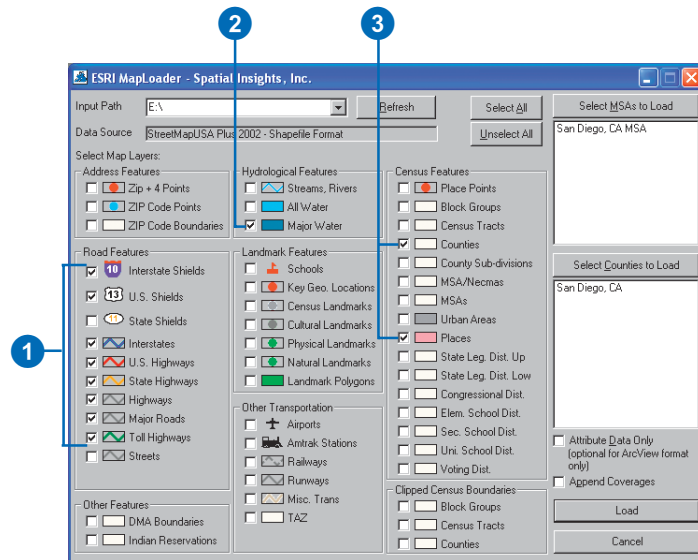 2
3
ESRI MapLoader - Spatial Insights, Inc.
Input Path
E:\
Refresh
Select All
Select MSAs to Load
Data Source
StreetMapUSA Plus 2002 - Shapefile Format
Unselect All
San Diego, CA MSA
Select Map Layers:
Address Features
Zip + 4 Points
ZIP Code Points
ZIP Code Boundaries
Hydrological Features
Streams, Rivers
All Water
Major Water
Census Features
Place Points
Block Groups
Census Tracts
Counties
County Sub-divisions
MSA/Necmas
MSAs
Urban Areas
Places
State Leg. Dist. Up
State Leg. Dist. Low
Congressional Dist.
Elem. School Dist.
Sec. School Dist.
Uni. School Dist.
Voting Dist.
1
Road Features
10
Interstate Shields
13
U.S. Shields
11
State Shields
Interstates
U.S. Highways
State Highways
Highways
Major Roads
Toll Highways
Streets
Landmark Features
Schools
Key Geo. Locations
Census Landmarks
Cultural Landmarks
Physical Landmarks
Natural Landmarks
Landmark Polygons
Select Counties to Load
San Diego, CA
Other Transportation
Airports
Amtrak Stations
Railways
Runways
Misc. Trans
TAZ
Attribute Data Only
(optional for ArcView format
only)
Append Coverages
Other Features
DMA Boundaries
Indian Reservations
Clipped Census Boundaries
Block Groups
Census Tracts
Counties
Load
Cancel